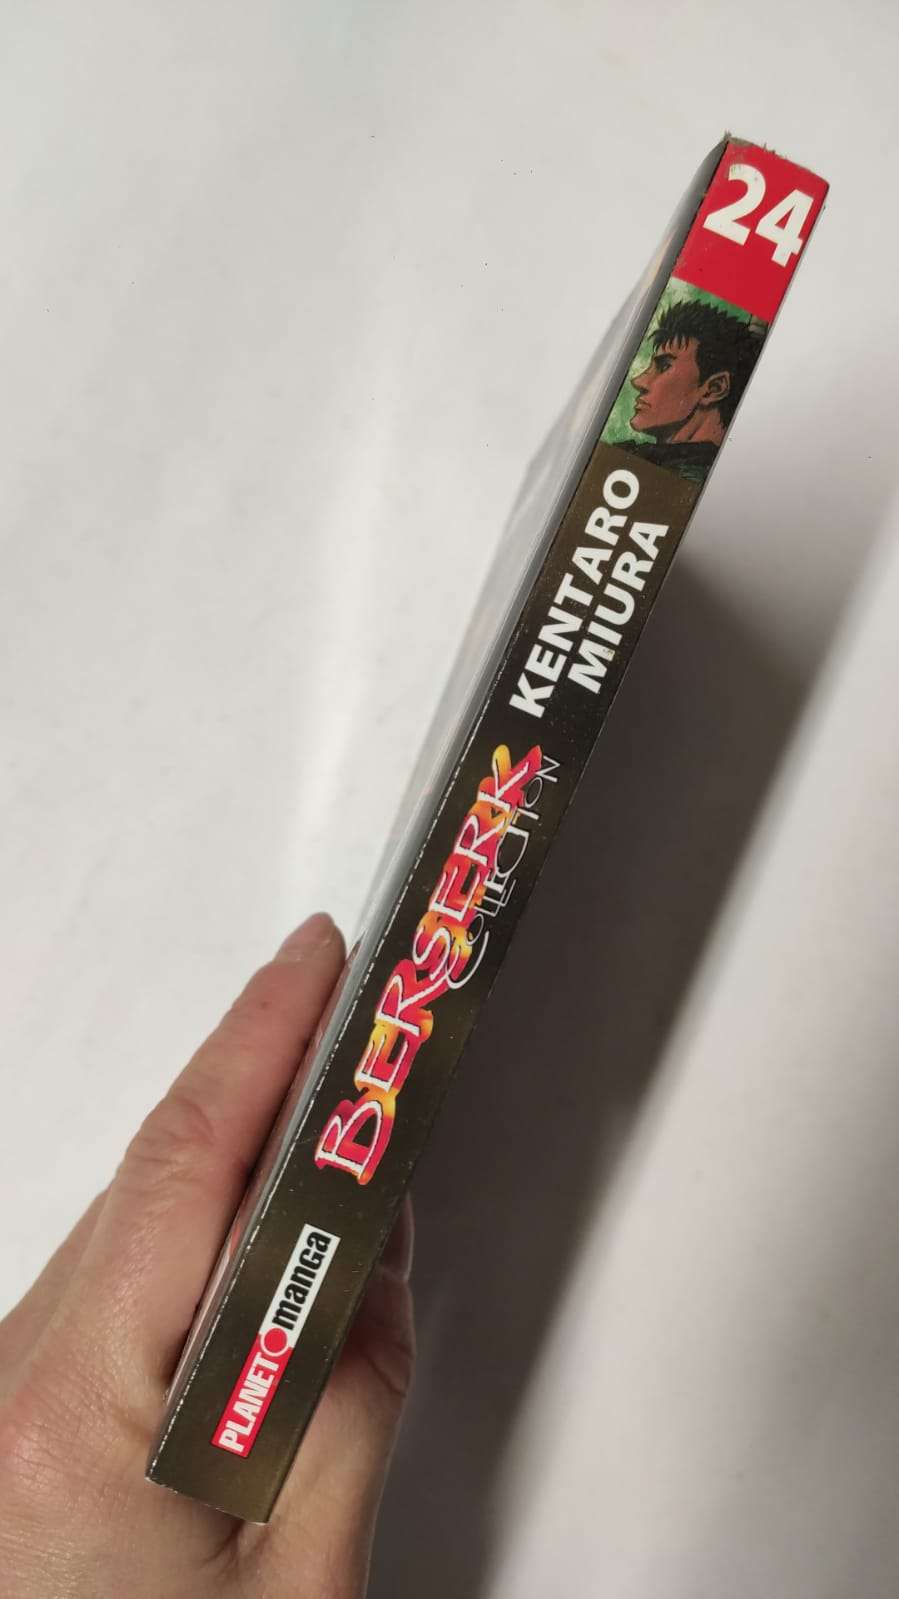 24
KENTARO
MIURA
BERSERK
COLLECTION
PLANET manga